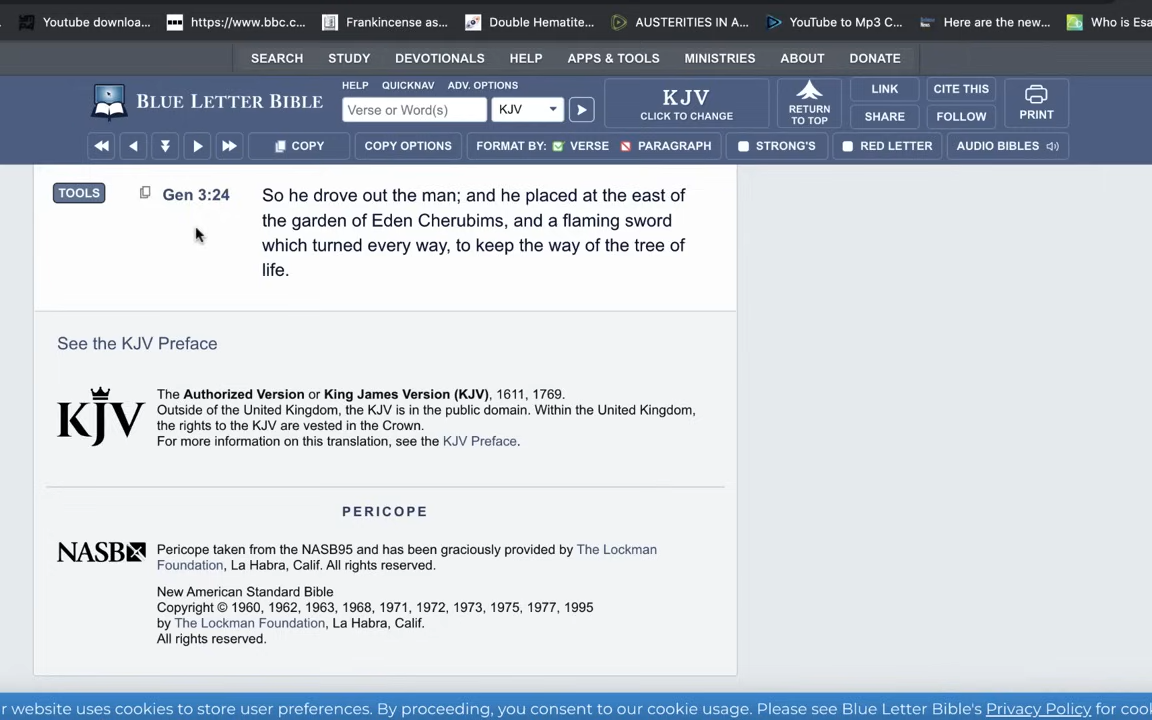 Youtube downloa... https://www.bbc.c... Frankincense as... Double Hematite... AUSTERITIES IN A... YouTube to Mp3 C... Here are the new... Who is Esa
SEARCH STUDY DEVOTIONALS HELP APPS & TOOLS MINISTRIES ABOUT DONATE
HELP QUICKNAV ADV. OPTIONS
BLUE LETTER BIBLE
Verse or Word(s) KJV
KJV
CLICK TO CHANGE
RETURN
TO TOP
LINK CITE THIS
SHARE FOLLOW
PRINT
COPY COPY OPTIONS FORMAT BY: VERSE PARAGRAPH STRONG'S RED LETTER AUDIO BIBLES
TOOLS Gen 3:24 So he drove out the man; and he placed at the east of
the garden of Eden Cherubims, and a flaming sword
which turned every way, to keep the way of the tree of
life.
See the KJV Preface
KJV
The Authorized Version or King James Version (KJV), 1611, 1769.
Outside of the United Kingdom, the KJV is in the public domain. Within the United Kingdom,
the rights to the KJV are vested in the Crown.
For more information on this translation, see the KJV Preface.
PERICOPE
NASB
Pericope taken from the NASB95 and has been graciously provided by The Lockman
Foundation, La Habra, Calif. All rights reserved.
New American Standard Bible
Copyright © 1960, 1962, 1963, 1968, 1971, 1972, 1973, 1975, 1977, 1995
by The Lockman Foundation, La Habra, Calif.
All rights reserved.
r website uses cookies to store user preferences. By proceeding, you consent to our cookie usage. Please see Blue Letter Bible's Privacy Policy for cook